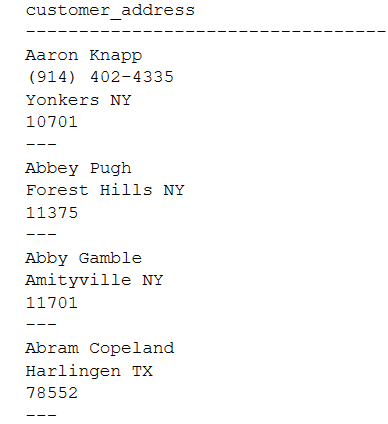 customer_address
----------------------------------
Aaron Knapp
(914) 402-4335
Yonkers NY
10701
---
Abbey Pugh
Forest Hills NY
11375
---
Abby Gamble
Amityville NY
11701
---
Abram Copeland
Harlingen TX
78552
---